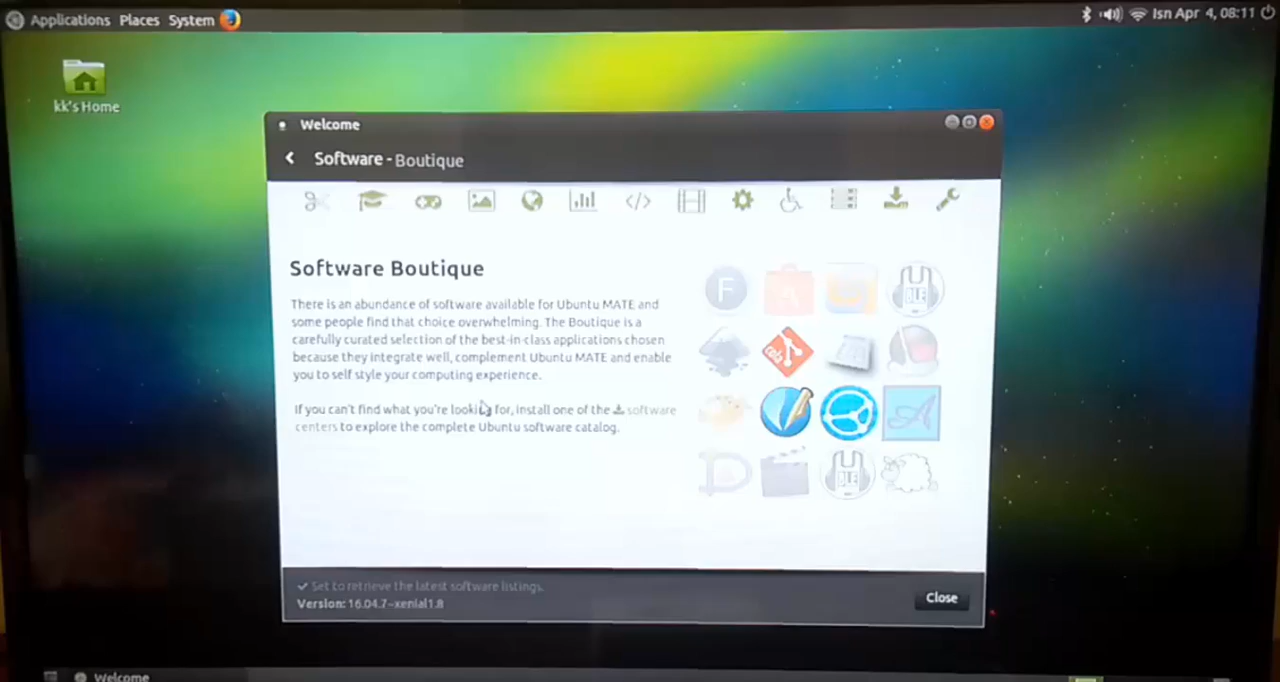 Applications Places System
Isn Apr 4, 08:11
kk's Home
Welcome
Software - Boutique
Software Boutique
There is an abundance of software available for Ubuntu MATE and
some people find that choice overwhelming. The Boutique is a
carefully curated selection of the best-in-class applications chosen
because they integrate well, complement Ubuntu MATE and enable
you to self style your computing experience.
If you can't find what you're looking for, install one of the software
centers to explore the complete Ubuntu software catalog.
F
A
BLE
cola
A
D
BLE
Set to retrieve the latest software listings.
Version: 16.04.7~xenial1.8
Close
Welcome